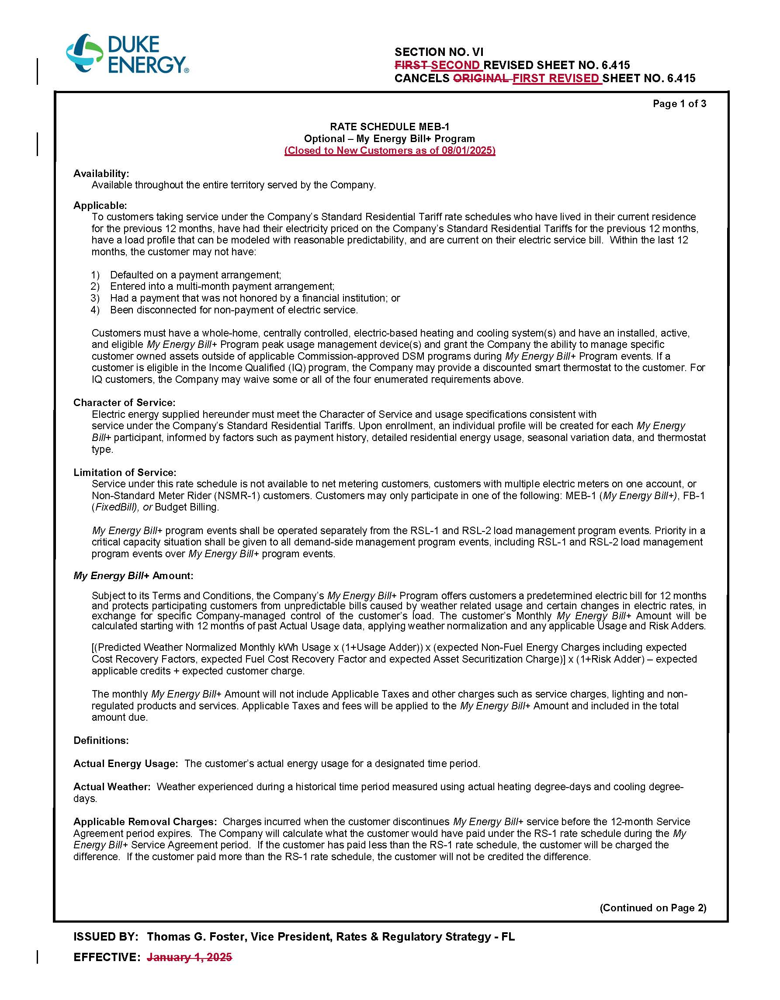 DUKE
ENERGY®
SECTION NO. VI
FIRST SECOND REVISED SHEET NO. 6.415
CANCELS ORIGINAL FIRST REVISED SHEET NO. 6.415
Page 1 of 3
RATE SCHEDULE MEB-1
Optional – My Energy Bill+ Program
(Closed to New Customers as of 08/01/2025)
Availability:
Available throughout the entire territory served by the Company.
Applicable:
To customers taking service under the Company's Standard Residential Tariff rate schedules who have lived in their current residence
for the previous 12 months, have had their electricity priced on the Company's Standard Residential Tariffs for the previous 12 months,
have a load profile that can be modeled with reasonable predictability, and are current on their electric service bill.  Within the last 12
months, the customer may not have:
1) Defaulted on a payment arrangement;
2) Entered into a multi-month payment arrangement;
3) Had a payment that was not honored by a financial institution; or
4) Been disconnected for non-payment of electric service.
Customers must have a whole-home, centrally controlled, electric-based heating and cooling system(s) and have an installed, active,
and eligible My Energy Bill+ Program peak usage management device(s) and grant the Company the ability to manage specific
customer owned assets outside of applicable Commission-approved DSM programs during My Energy Bill+ Program events. If a
customer is eligible in the Income Qualified (IQ) program, the Company may provide a discounted smart thermostat to the customer. For
IQ customers, the Company may waive some or all of the four enumerated requirements above.
Character of Service:
Electric energy supplied hereunder must meet the Character of Service and usage specifications consistent with
service under the Company's Standard Residential Tariffs. Upon enrollment, an individual profile will be created for each My Energy
Bill+ participant, informed by factors such as payment history, detailed residential energy usage, seasonal variation data, and thermostat
type.
Limitation of Service:
Service under this rate schedule is not available to net metering customers, customers with multiple electric meters on one account, or
Non-Standard Meter Rider (NSMR-1) customers. Customers may only participate in one of the following: MEB-1 (My Energy Bill+), FB-1
(FixedBill), or Budget Billing.
My Energy Bill+ program events shall be operated separately from the RSL-1 and RSL-2 load management program events. Priority in a
critical capacity situation shall be given to all demand-side management program events, including RSL-1 and RSL-2 load management
program events over My Energy Bill+ program events.
My Energy Bill+ Amount:
Subject to its Terms and Conditions, the Company's My Energy Bill+ Program offers customers a predetermined electric bill for 12 months
and protects participating customers from unpredictable bills caused by weather related usage and certain changes in electric rates, in
exchange for specific Company-managed control of the customer's load. The customer's Monthly My Energy Bill+ Amount will be
calculated starting with 12 months of past Actual Usage data, applying weather normalization and any applicable Usage and Risk Adders.
[(Predicted Weather Normalized Monthly kWh Usage x (1+Usage Adder)) x (expected Non-Fuel Energy Charges including expected
Cost Recovery Factors, expected Fuel Cost Recovery Factor and expected Asset Securitization Charge)] x (1+Risk Adder) – expected
applicable credits + expected customer charge.
The monthly My Energy Bill+ Amount will not include Applicable Taxes and other charges such as service charges, lighting and non-
regulated products and services. Applicable Taxes and fees will be applied to the My Energy Bill+ Amount and included in the total
amount due.
Definitions:
Actual Energy Usage:  The customer's actual energy usage for a designated time period.
Actual Weather:  Weather experienced during a historical time period measured using actual heating degree-days and cooling degree-
days.
Applicable Removal Charges:  Charges incurred when the customer discontinues My Energy Bill+ service before the 12-month Service
Agreement period expires.  The Company will calculate what the customer would have paid under the RS-1 rate schedule during the My
Energy Bill+ Service Agreement period.  If the customer has paid less than the RS-1 rate schedule, the customer will be charged the
difference.  If the customer paid more than the RS-1 rate schedule, the customer will not be credited the difference.
(Continued on Page 2)
ISSUED BY:  Thomas G. Foster, Vice President, Rates & Regulatory Strategy - FL
EFFECTIVE:  January 1, 2025